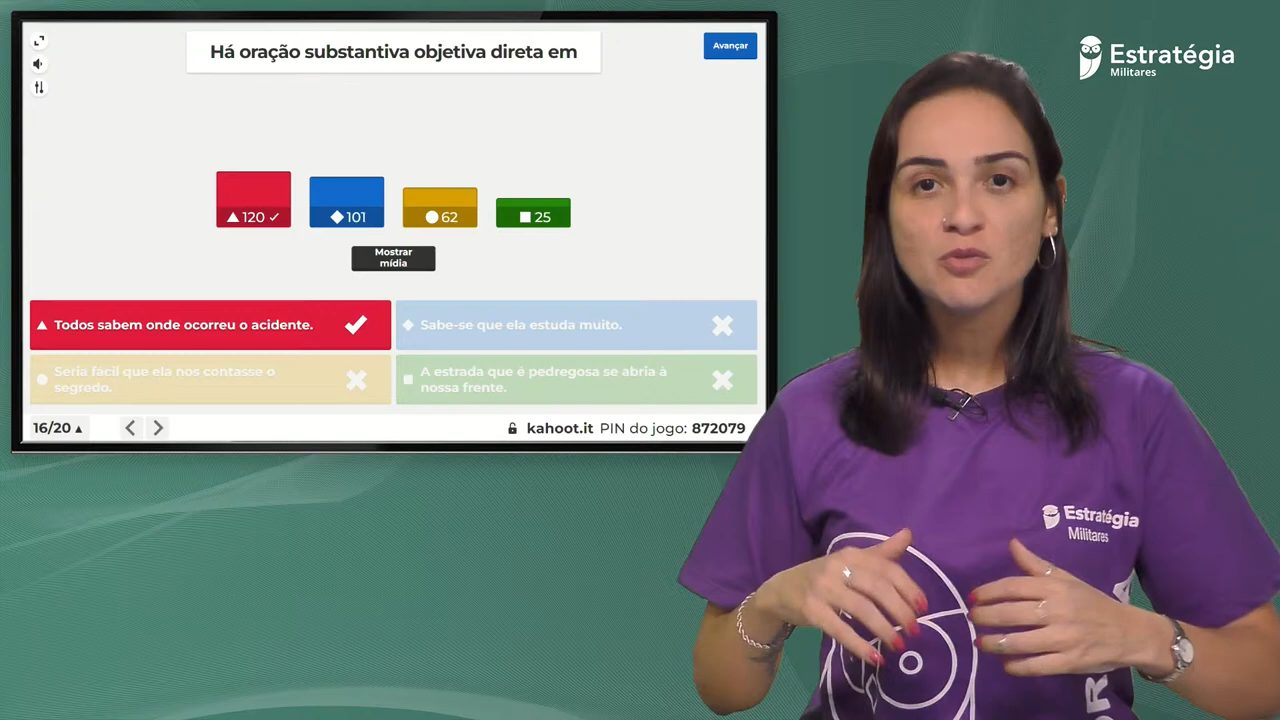 Há oração substantiva objetiva direta em
Avançar
Estratégia
Militares
120
101
62
25
Mostrar
mídia
Todos sabem onde ocorreu o acidente.
Sabe-se que ela estuda muito.
Seria fácil que ela nos contasse o
segredo.
A estrada que é pedregosa se abria à
nossa frente.
16/20
kahoot.it PIN do jogo: 872079
Estratégia
Militares